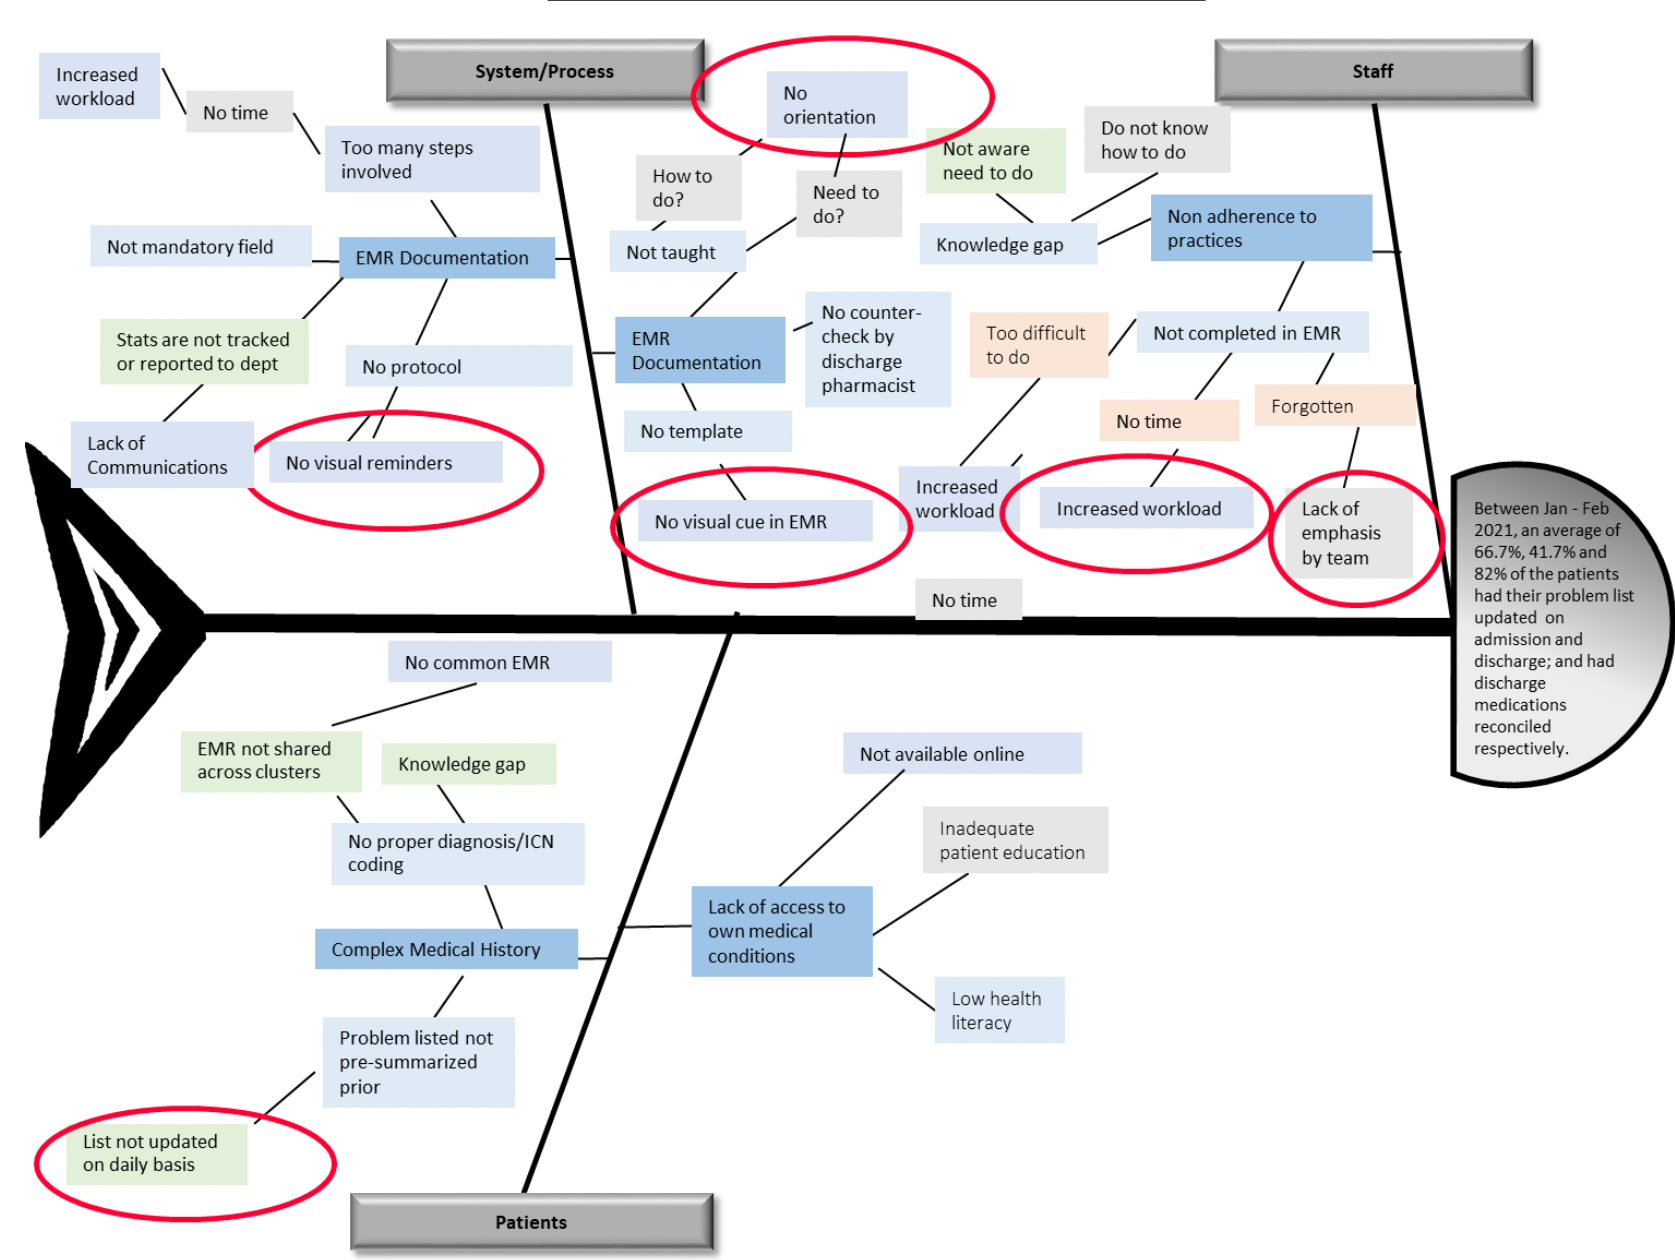 System/Process
Staff
Increased
workload
No time
Too many steps
involved
Not mandatory field
EMR Documentation
Stats are not tracked
or reported to dept
No protocol
Lack of
Communications
No visual reminders
No
orientation
How to
do?
Need to
do?
Not taught
EMR
Documentation
No counter-
check by
discharge
pharmacist
No template
No visual cue in EMR
Not aware
need to do
Do not know
how to do
Knowledge gap
Non adherence to
practices
Too difficult
to do
Not completed in EMR
No time
Forgotten
Increased
workload
Increased workload
Lack of
emphasis
by team
No time
Between Jan - Feb
2021, an average of
66.7%, 41.7% and
82% of the patients
had their problem list
updated on
admission and
discharge; and had
discharge
medications
reconciled
respectively.
No common EMR
EMR not shared
across clusters
Knowledge gap
No proper diagnosis/ICN
coding
Complex Medical History
Problem listed not
pre-summarized
prior
List not updated
on daily basis
Not available online
Inadequate
patient education
Lack of access to
own medical
conditions
Low health
literacy
Patients